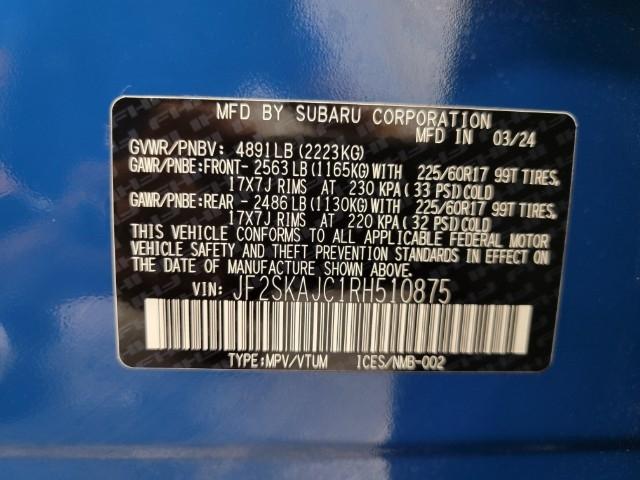 MFD BY SUBARU CORPORATION
MFD IN 03/24
GVWR/PNBV: 4891LB(2223KG)
GAWR/PNBE:FRONT- 2563LB(1165KG)WITH 225/60R17 99T TIRES,
17X7J RIMS AT 230 KPA(33 PSI)COLD
GAWR/PNBE:REAR - 2486LB(1130KG)WITH 225/60R17 99T TIRES,
17X7J RIMS AT 220 KPA(32 PSI)COLD
THIS VEHICLE CONFORMS TO ALL APPLICABLE FEDERAL MOTOR
VEHICLE SAFETY AND THEFT PREVENTION STANDARDS IN EFFECT ON
THE DATE OF MANUFACTURE SHOWN ABOVE.
VIN: JF2SKAJC1RH510875
TYPE:MPV/VTUM ICES/NMB-002